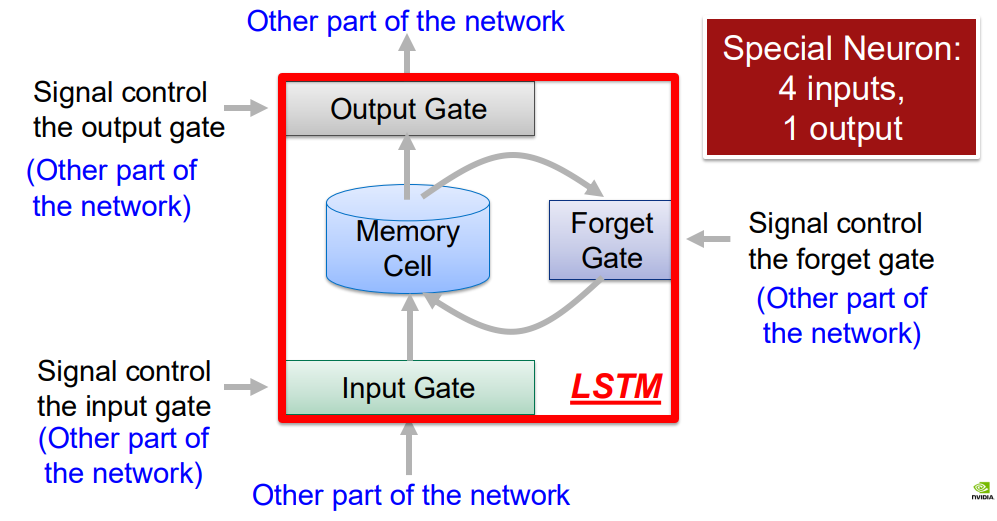 Other part of the network
Special Neuron:
4 inputs,
1 output
Signal control
the output gate
(Other part of
the network)
Output Gate
Memory
Cell
Forget
Gate
Signal control
the forget gate
(Other part of
the network)
Signal control
the input gate
(Other part of
the network)
Input Gate
LSTM
Other part of the network
NVIDIA